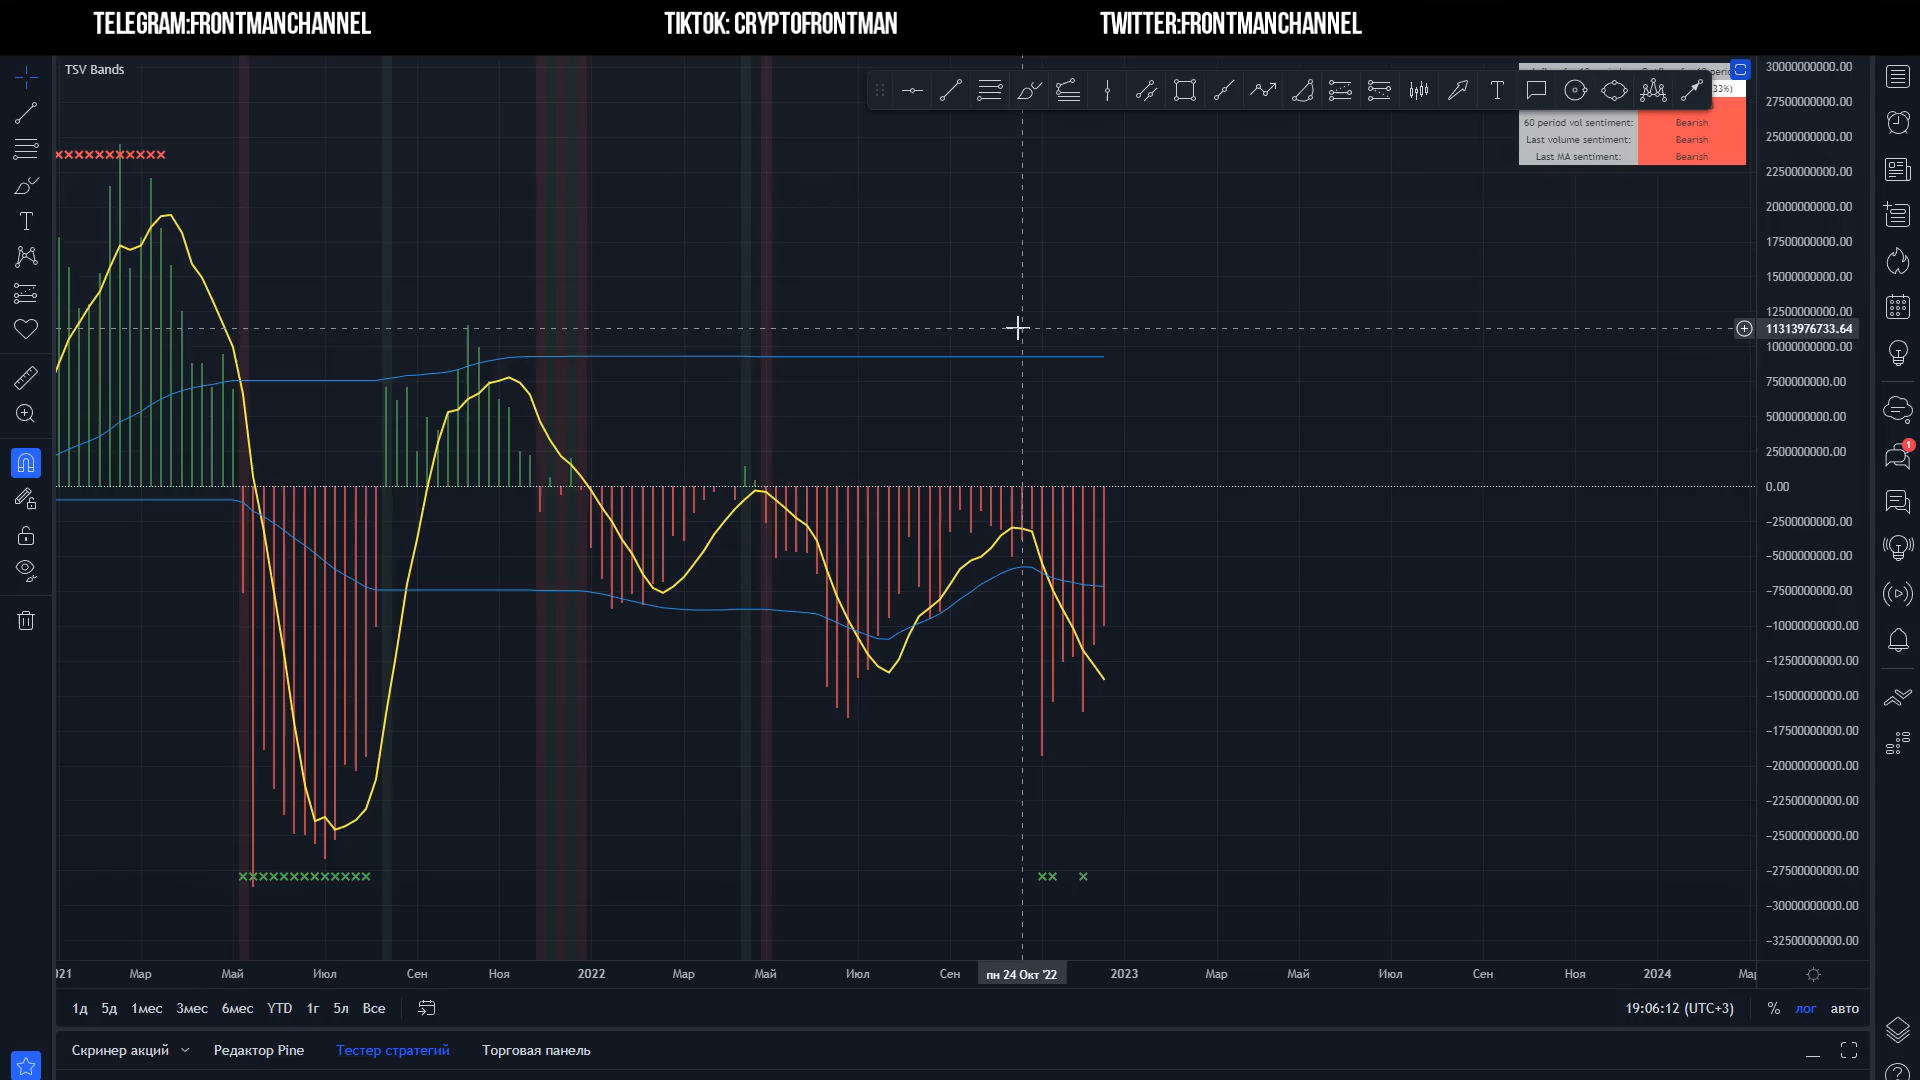 TELEGRAM:FRONTMANCHANNEL
TIKTOK: CRYPTOFRONTMAN
TWITTER:FRONTMANCHANNEL
TSV Bands
33%)
60 period vol sentiment: Bearish
Last volume sentiment: Bearish
Last MA sentiment: Bearish
30000000000.00
27500000000.00
25000000000.00
22500000000.00
20000000000.00
17500000000.00
15000000000.00
12500000000.00
11313976733.64
10000000000.00
7500000000.00
5000000000.00
2500000000.00
0.00
−2500000000.00
−5000000000.00
−7500000000.00
−10000000000.00
−12500000000.00
−15000000000.00
−17500000000.00
−20000000000.00
−22500000000.00
−25000000000.00
−27500000000.00
−30000000000.00
−32500000000.00
1
021 Мар Май Июл Сен Ноя 2022 Мар Май Июл Сен пн 24 Окт '22 2023 Мар Май Июл Сен Ноя 2024 Мар
1д 5д 1мес 3мес 6мес YTD 1г 5л Все 19:06:12 (UTC+3) % лог авто
Скринер акций Редактор Pine Тестер стратегий Торговая панель